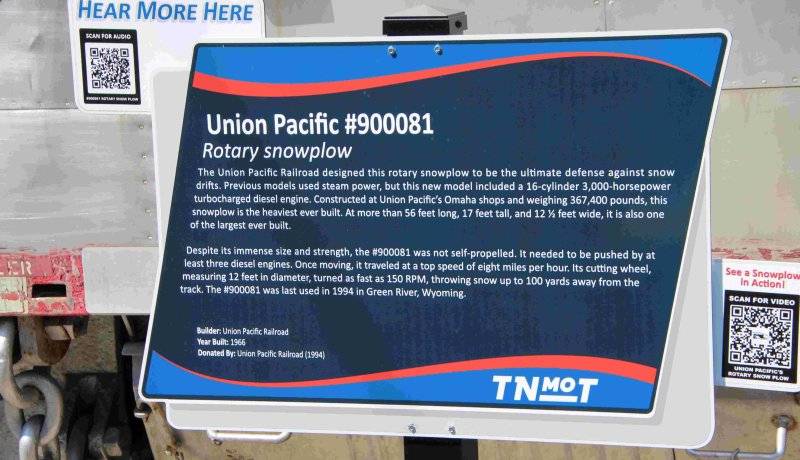 HEAR MORE HERE
SCAN FOR AUDIO
#900081 ROTARY SNOW PLOW
Union Pacific #900081
Rotary snowplow
The Union Pacific Railroad designed this rotary snowplow to be the ultimate defense against snow
drifts. Previous models used steam power, but this new model included a 16-cylinder 3,000-horsepower
turbocharged diesel engine. Constructed at Union Pacific's Omaha shops and weighing 367,400 pounds, this
snowplow is the heaviest ever built. At more than 56 feet long, 17 feet tall, and 12 ½ feet wide, it is also one
of the largest ever built.
Despite its immense size and strength, the #900081 was not self-propelled. It needed to be pushed by at
least three diesel engines. Once moving, it traveled at a top speed of eight miles per hour. Its cutting wheel,
measuring 12 feet in diameter, turned as fast as 150 RPM, throwing snow up to 100 yards away from the
track. The #900081 was last used in 1994 in Green River, Wyoming.
Builder: Union Pacific Railroad
Year Built: 1966
Donated By: Union Pacific Railroad (1994)
TNMOT
See a Snowplow
in Action!
SCAN FOR VIDEO
UNION PACIFIC'S
ROTARY SNOW PLOW